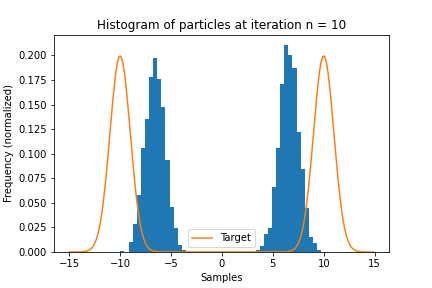 Histogram of particles at iteration n = 10
Frequency (normalized)
0.200
0.175
0.150
0.125
0.100
0.075
0.050
0.025
0.000
Target
−15 −10 −5 0 5 10 15
Samples